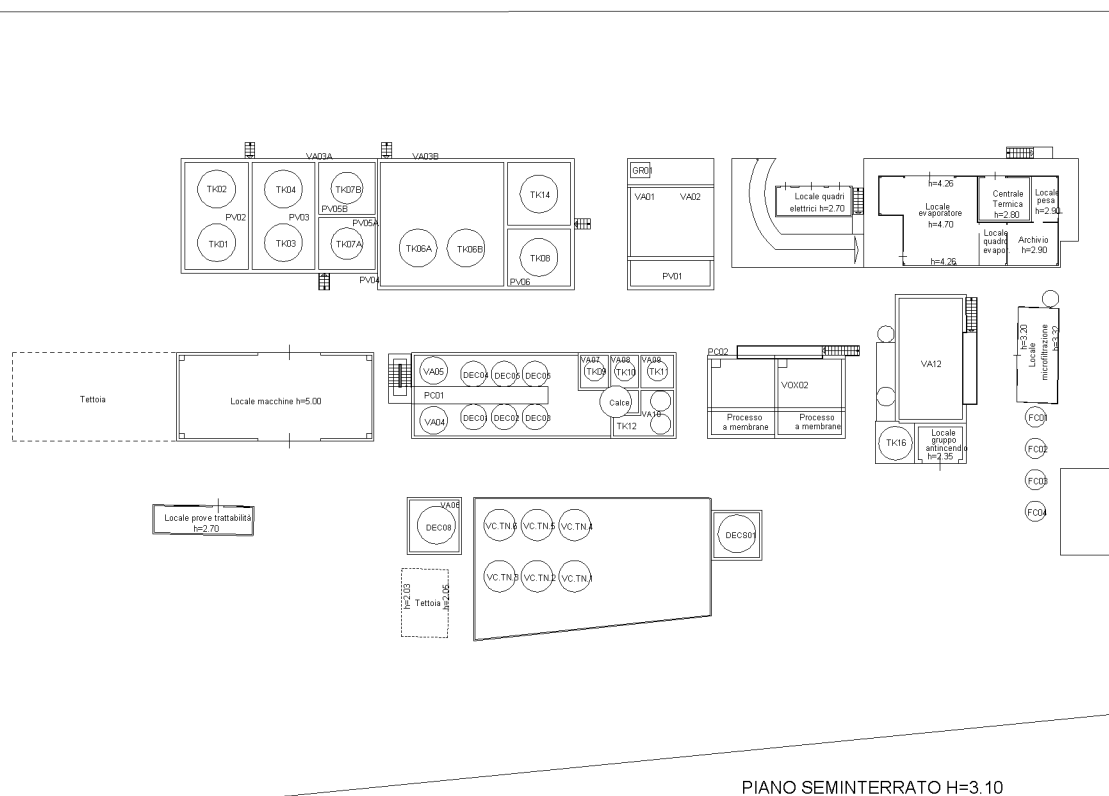 VA03A
VA03B
TK02
TK04
TK07B
TK14
PV02
PV03
PV05B
PV05A
TK01
TK03
TK07A
TK06A
TK06B
TK08
PV04
PV06
GR01
VA01
VA02
PV01
Locale quadri
elettrici h=2.70
h=4.26
Locale
evaporatore
h=4.70
h=4.26
Centrale
Termica
h=2.80
Locale
pesa
h=2.90
Locale
quadro
evapor.
Archivio
h=2.90
Tettoia
Locale macchine h=5.00
VA05
DEC04
DEC05
DEC05
VA07
VA08
VA09
TK09
TK10
TK11
PC01
Calce
VA04
DEC01
DEC02
DEC03
VA10
TK12
PC02
VOX02
Processo
a membrane
Processo
a membrane
VA12
TK16
Locale
gruppo
antincendio
h=2.35
h=3.20
Locale
microfiltrazione
h=3.32
FC01
FC02
FC03
FC04
Locale prove trattabilità
h=2.70
VA06
DEC08
VC.TN.6
VC.TN.5
VC.TN.4
VC.TN.3
VC.TN.2
VC.TN.1
DECS01
h=2.03
Tettoia
h=2.05
PIANO SEMINTERRATO H=3.10